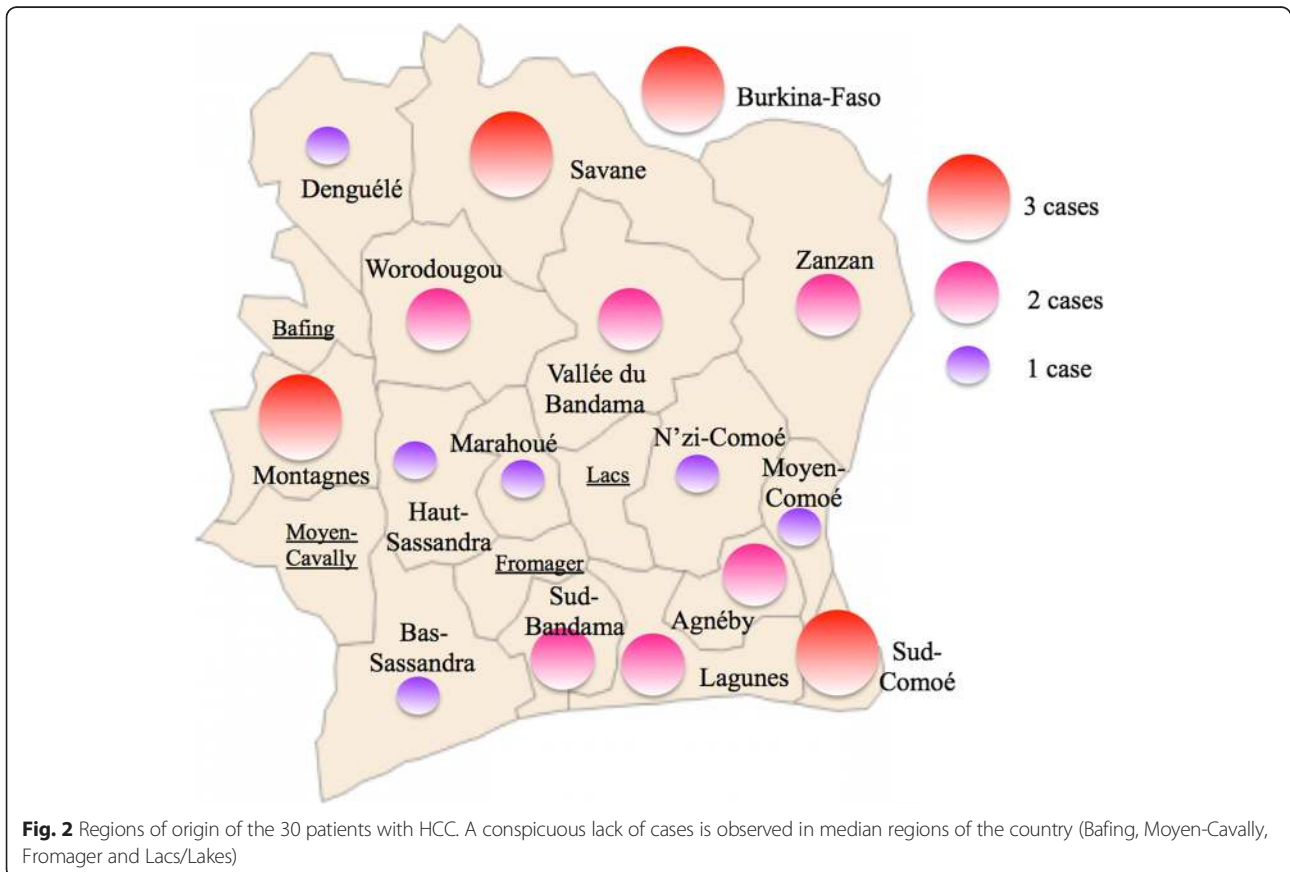 Burkina-Faso
Denguélé
Savane
3 cases
Worodougou
Zanzan
2 cases
Bafing
Vallée du
Bandama
1 case
Montagnes
Marahoué
N'zi-Comoé
Lacs
Moyen-
Comoé
Haut-
Sassandra
Moyen-
Cavally
Fromager
Sud-
Bandama
Agnéby
Bas-
Sassandra
Lagunes
Sud-
Comoé
Fig. 2 Regions of origin of the 30 patients with HCC. A conspicuous lack of cases is observed in median regions of the country (Bafing, Moyen-Cavally,
Fromager and Lacs/Lakes)